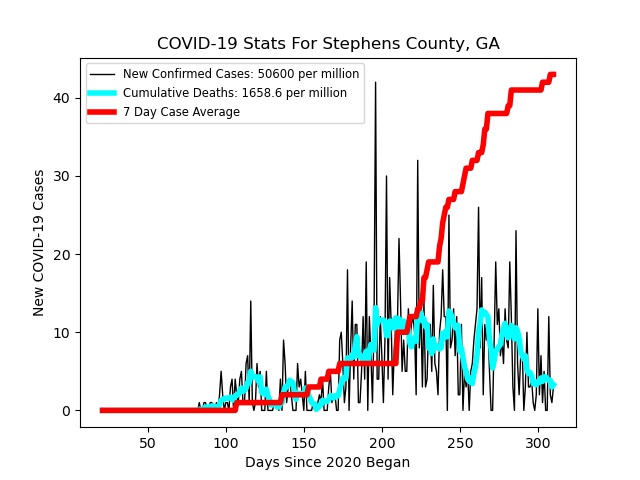 COVID-19 Stats For Stephens County, GA
New Confirmed Cases: 50600 per million
Cumulative Deaths: 1658.6 per million
7 Day Case Average
New COVID-19 Cases
40
30
20
10
0
50 100 150 200 250 300
Days Since 2020 Began